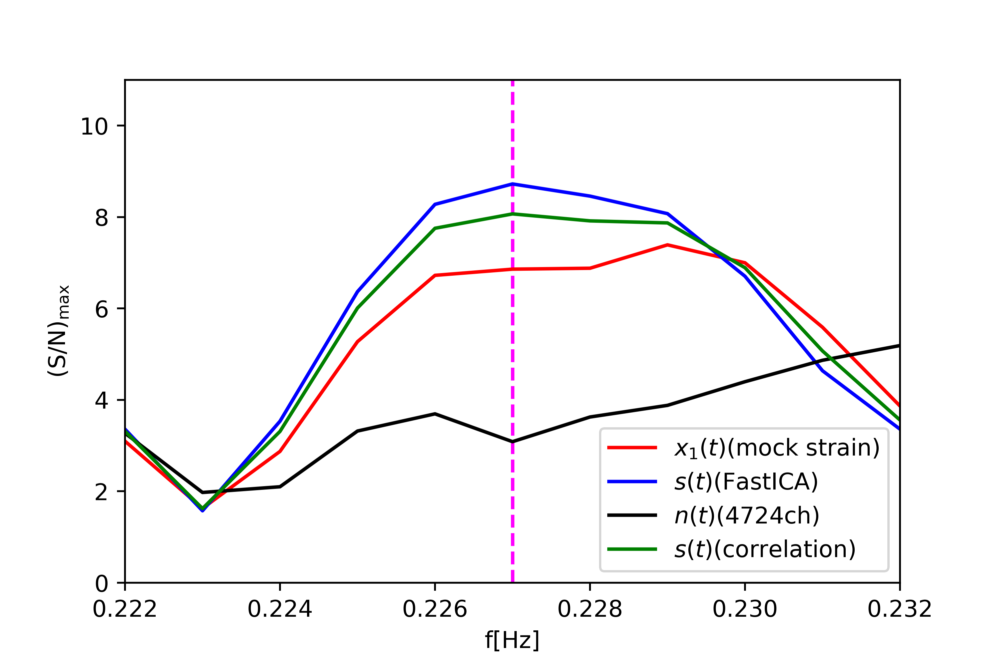 10
8
6
4
2
0
(S/N)max
0.222 0.224 0.226 0.228 0.230 0.232
f[Hz]
x1(t)(mock strain)
s(t)(FastICA)
n(t)(4724ch)
s(t)(correlation)